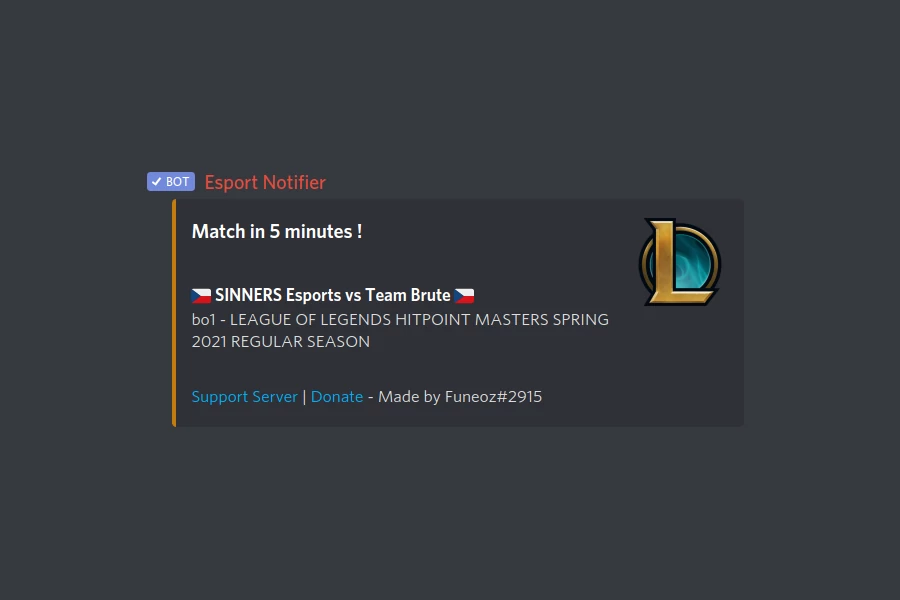 BOT Esport Notifier
Match in 5 minutes !
SINNERS Esports vs Team Brute
bo1 - LEAGUE OF LEGENDS HITPOINT MASTERS SPRING
2021 REGULAR SEASON
Support Server | Donate - Made by Funeoz#2915